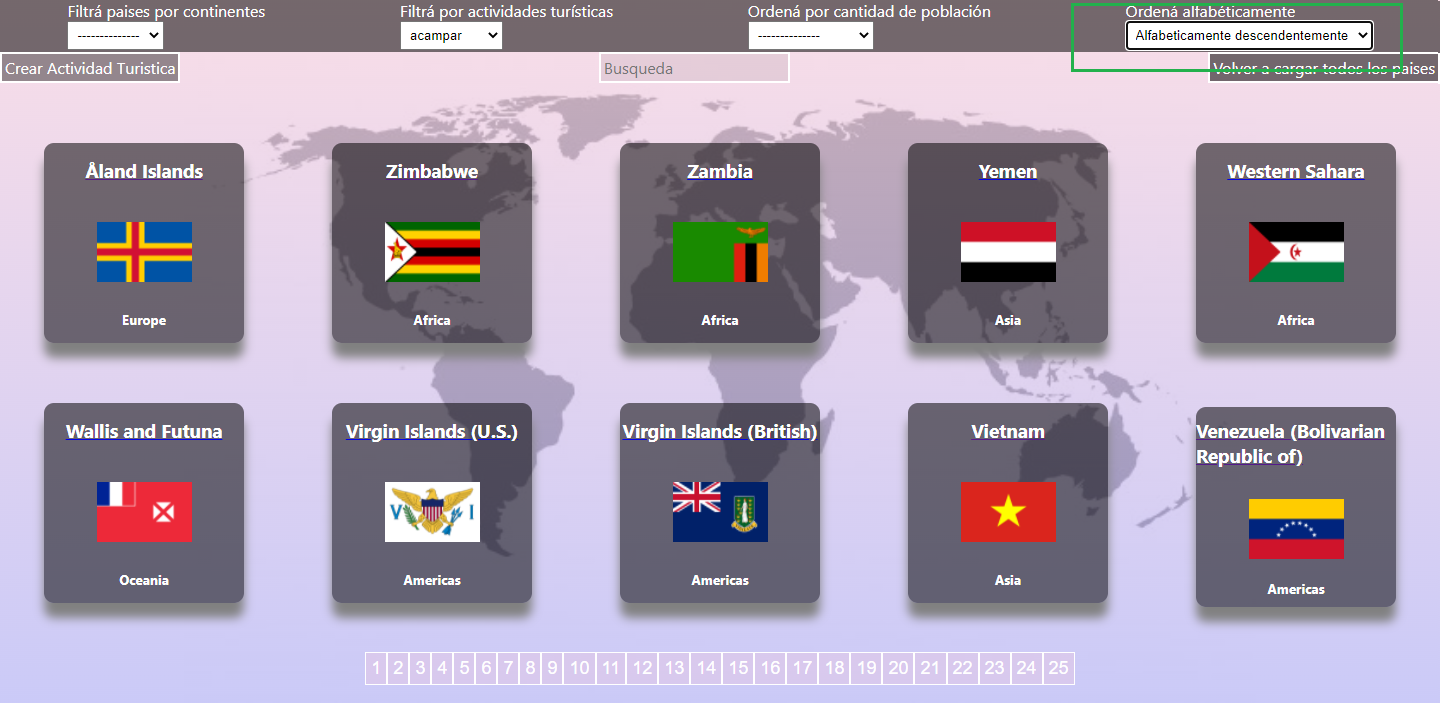 Filtrá paises por continentes
Filtrá por actividades turísticas
Ordená por cantidad de población
Ordená alfabéticamente
-------------
acampar
-------------
Alfabeticamente descendentemente
Crear Actividad Turistica
Busqueda
Volver a cargar todos los paises
Åland Islands
Europe
Zimbabwe
Africa
Zambia
Africa
Yemen
Asia
Western Sahara
Africa
Wallis and Futuna
Oceania
Virgin Islands (U.S.)
V I
Americas
Virgin Islands (British)
Americas
Vietnam
Asia
Venezuela (Bolivarian
Republic of)
Americas
1 2 3 4 5 6 7 8 9 10 11 12 13 14 15 16 17 18 19 20 21 22 23 24 25